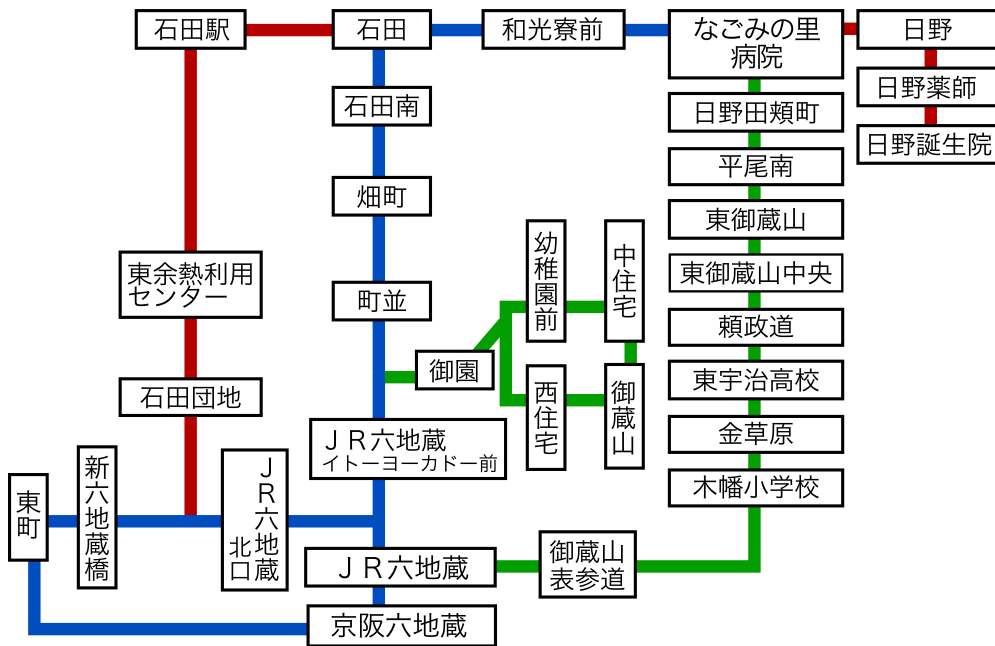 石田駅
石田
和光寮前
なごみの里
病院
日野
日野薬師
日野誕生院
石田南
日野田頬町
平尾南
畑町
東御蔵山
幼稚園前
中住宅
東余熱利用
センター
東御蔵山中央
町並
頼政道
御園
西住宅
御蔵山
東宇治高校
石田団地
金草原
JR六地蔵
イトーヨーカドー前
木幡小学校
東町
新六地蔵橋
JR六地蔵
北口
JR六地蔵
御蔵山
表参道
京阪六地蔵